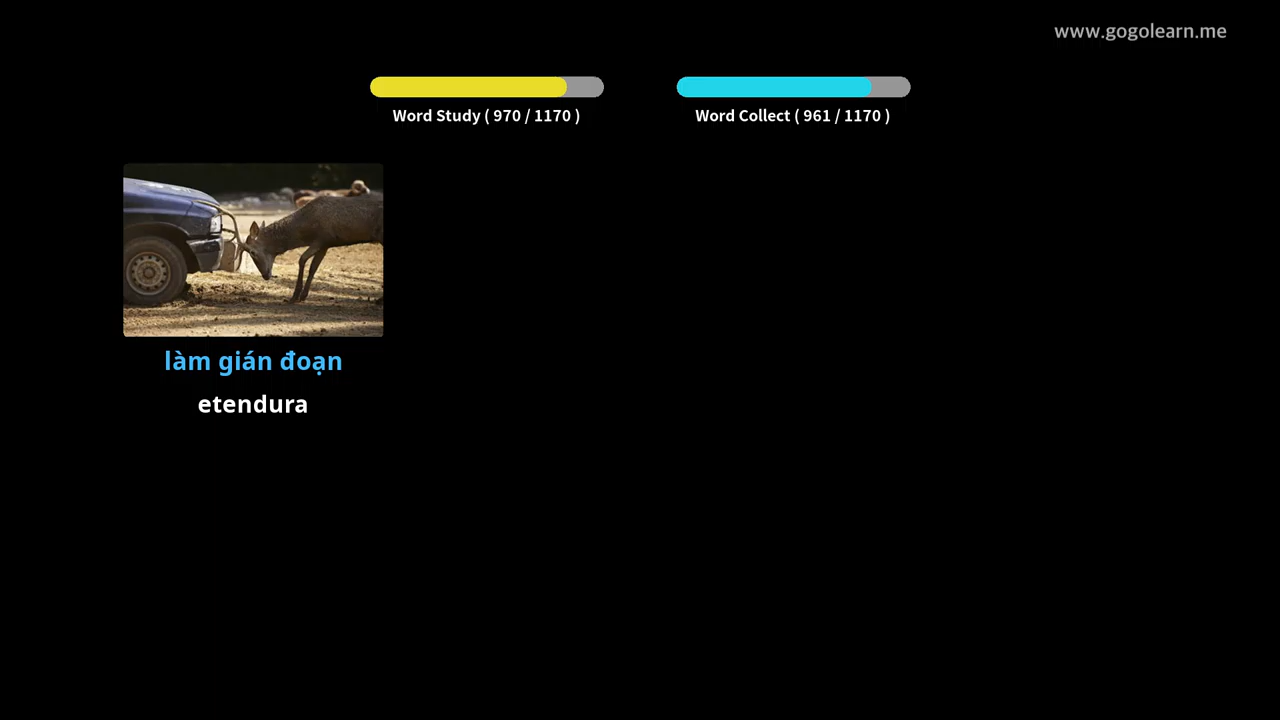 www.gogolearn.me
Word Study ( 970 / 1170 )
Word Collect ( 961 / 1170 )
làm gián đoạn
etendura